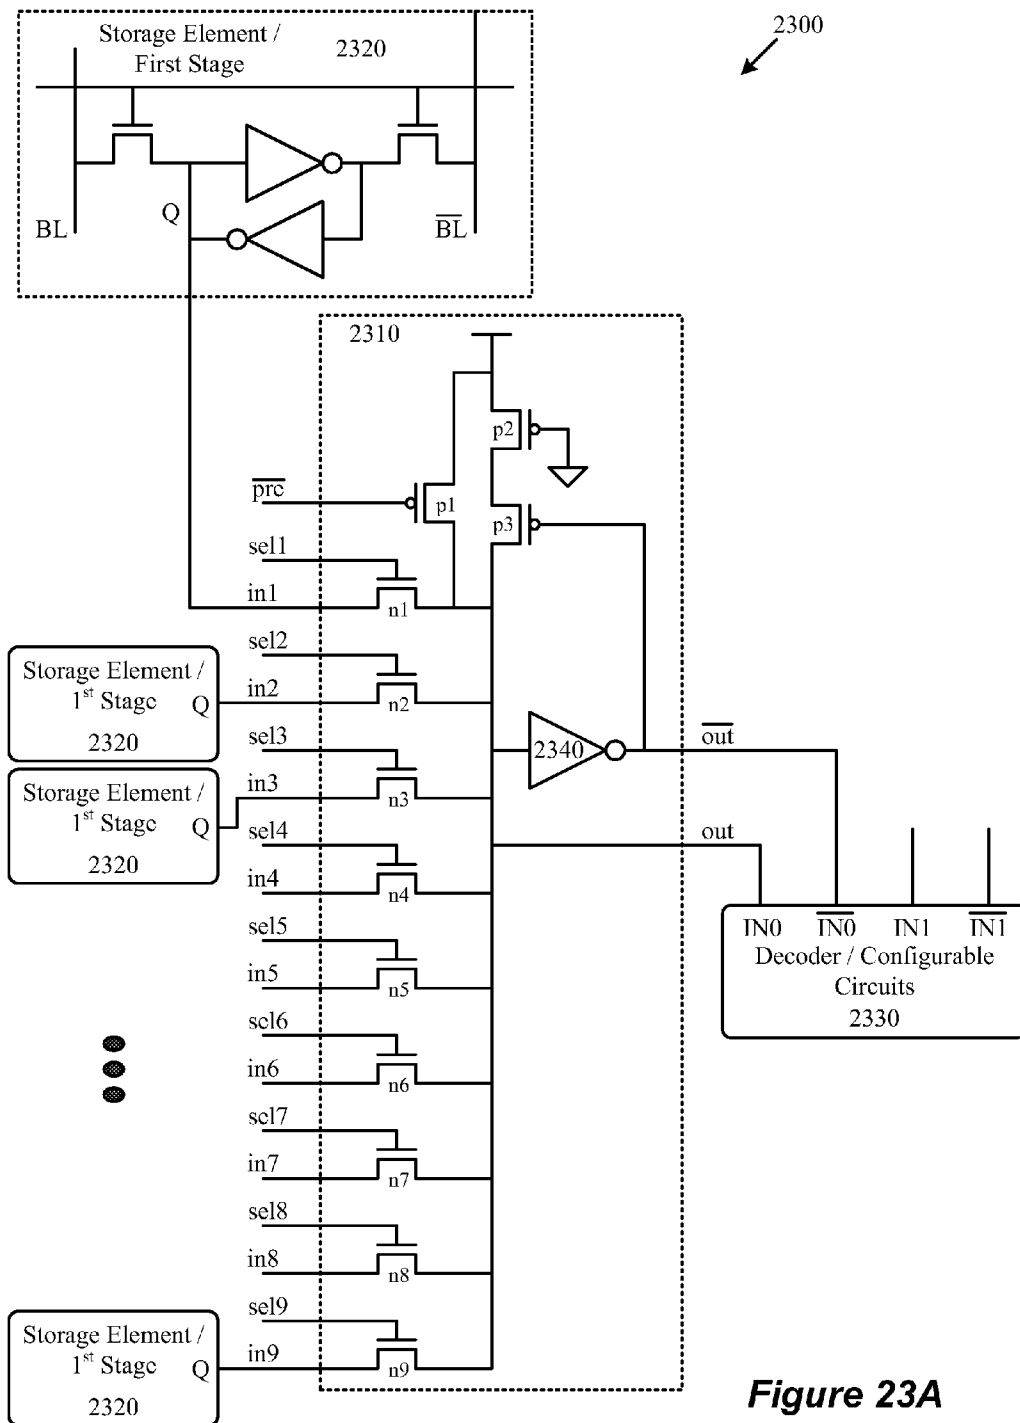 Storage Element /
First Stage
2320
2300
BL
Q
BL
2310
p2
pre
p1
p3
sel1
in1
n1
sel2
Storage Element /
1st Stage
Q
2320
in2
n2
sel3
2340
out
Storage Element /
1st Stage
Q
2320
in3
n3
sel4
out
in4
n4
sel5
IN0 IN0 IN1 IN1
Decoder / Configurable
Circuits
2330
in5
n5
sel6
in6
n6
sel7
in7
n7
sel8
in8
n8
sel9
Storage Element /
1st Stage
Q
2320
in9
n9
Figure 23A